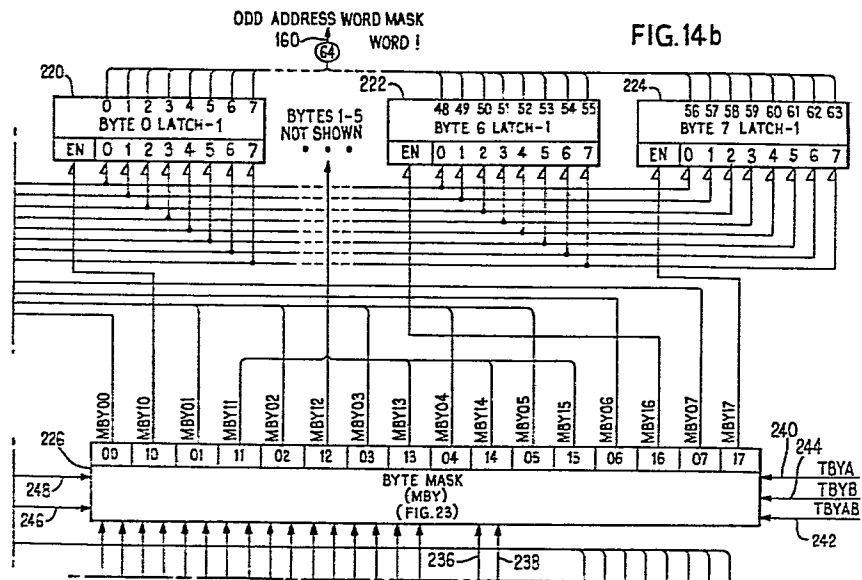 ODD ADDRESS WORD MASK
160
64
WORD 1
FIG.14b
220
222
224
0 1 2 3 4 5 6 7
BYTE 0 LATCH-1
EN 0 1 2 3 4 5 6 7
BYTES 1-5
NOT SHOWN
48 49 50 51 52 53 54 55
BYTE 6 LATCH-1
EN 0 1 2 3 4 5 6 7
56 57 58 59 60 61 62 63
BYTE 7 LATCH-1
EN 0 1 2 3 4 5 6 7
MBY00 MBY10 MBY01 MBY11 MBY02 MBY12 MBY03 MBY13 MBY04 MBY14 MBY05 MBY15 MBY06 MBY16 MBY07 MBY17
226
00 10 01 11 02 12 03 13 04 14 05 15 06 16 07 17
BYTE MASK
(MBY)
(FIG.23)
248
246
240
TBYA
244
TBYB
TBYAB
242
236
238